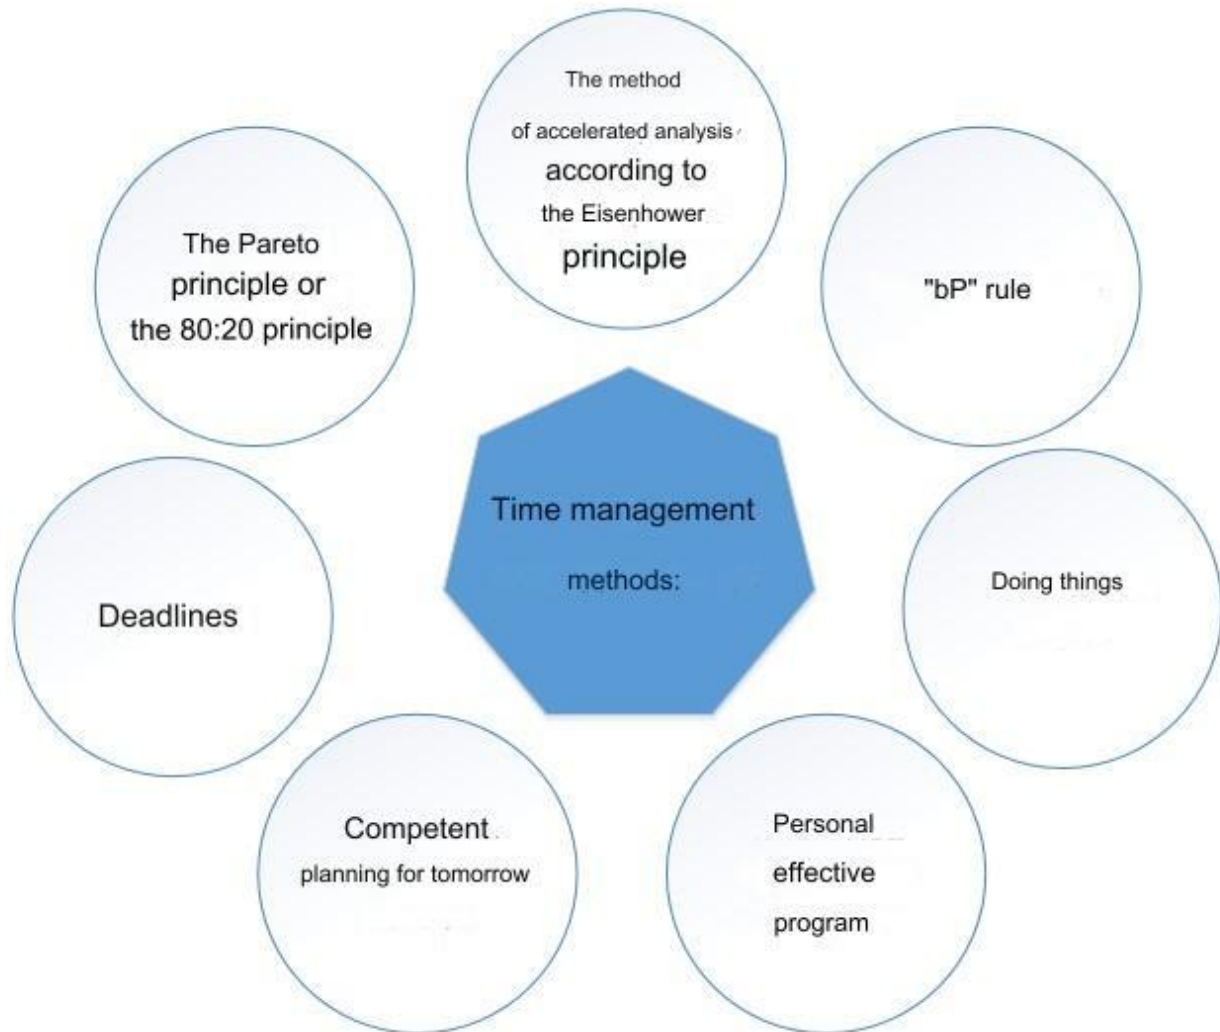 The method
of accelerated analysis
according to
the Eisenhower
principle
The Pareto
principle or
the 80:20 principle
"bP" rule
Time management
methods:
Doing things
Deadlines
Competent
planning for tomorrow
Personal
effective
program